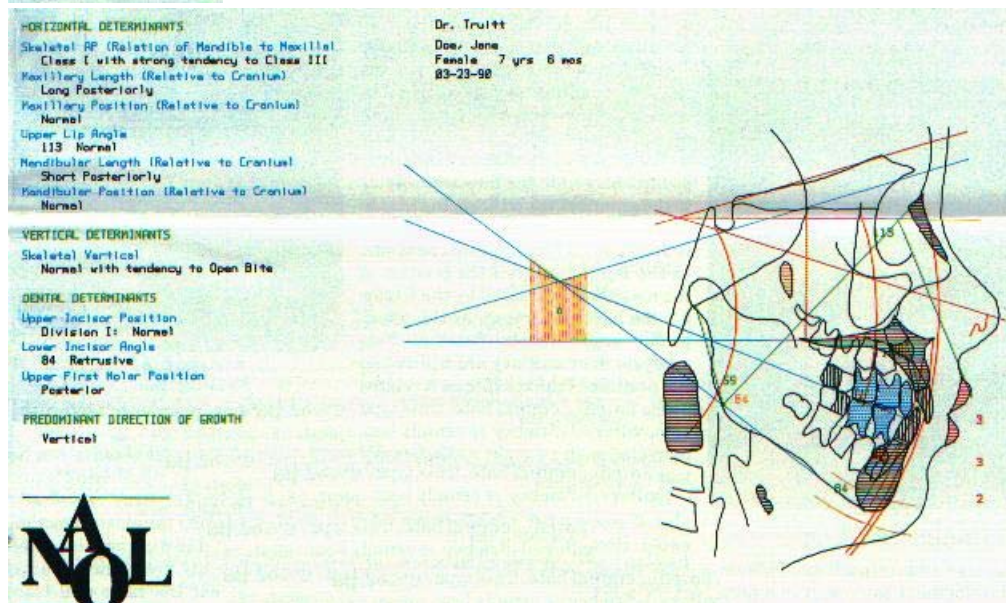 HORIZONTAL DETERMINANTS
Skeletal AP (Relation of Mandible to Maxilla)
Class I with strong tendency to Class III
Maxillary Length (Relative to Cranium)
Long Posteriorly
Maxillary Position (Relative to Cranium)
Normal
Upper Lip Angle
113 Normal
Mandibular Length (Relative to Cranium)
Short Posteriorly
Mandibular Position (Relative to Cranium)
Normal
VERTICAL DETERMINANTS
Skeletal Vertical
Normal with tendency to Open Bite
DENTAL DETERMINANTS
Upper Incisor Position
Division I: Normal
Lower Incisor Angle
84 Retrusive
Upper First Molar Position
Posterior
PREDOMINANT DIRECTION OF GROWTH
Vertical
NAOL
Dr. Truitt
Doe, Jane
Female 7 yrs 6 mos
03-23-90
113
59
84
84
3
3
2